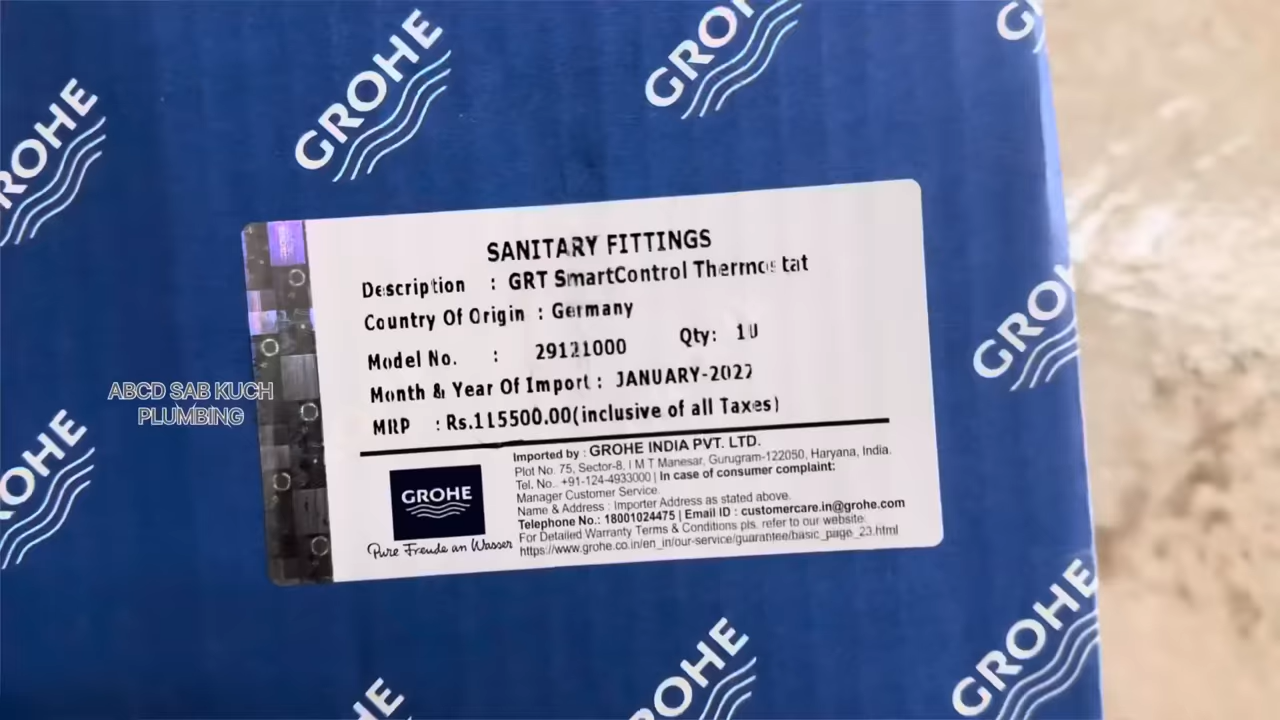 GROHE
GROHE
GROHE
GROHE
SANITARY FITTINGS
Description : GRT SmartControl Thermostat
Country Of Origin : Germany
Model No. : 29121000 Qty: 1U
Month & Year Of Import : JANUARY-2022
MRP : Rs.115500.00(inclusive of all Taxes)
Imported by : GROHE INDIA PVT. LTD.
Plot No. 75, Sector-8, I M T Manesar, Gurugram-122050, Haryana, India.
Tel. No.. +91-124-4933000 | In case of consumer complaint:
Manager Customer Service.
Name & Address : Importer Address as stated above.
Telephone No.: 18001024475 | Email ID : customercare.in@grohe.com
For Detailed Warranty Terms & Conditions pls. refer to our website:
https://www.grohe.co.in/en_in/our-service/guarantee/basic_page_23.html
GROHE
Pure Freude an Wasser
ABCD SAB KUCH
PLUMBING
GROHE
GROHE
GROHE
GROHE
GROHE